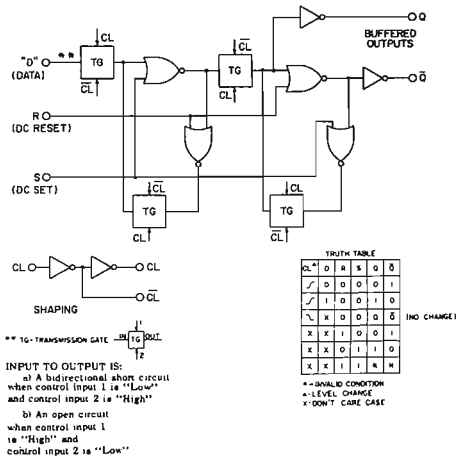 CL
CL
BUFFERED
OUTPUTS
Q
"D"
**
TG
TG
(DATA)
CL
CL
Q
R
(DC RESET)
S
(DC SET)
CL
CL
TG
TG
CL
CL
CL
CL
CL
SHAPING
** TG - TRANSMISSION GATE
IN
TG
OUT
1
2
INPUT TO OUTPUT IS:
a) A bidirectional short circuit
when control input 1 is "Low"
and control input 2 is "High"
b) An open circuit
when control input 1
is "High" and
control input 2 is "Low"
TRUTH TABLE
CL▲ D R S Q Q̄
0 0 0 0 1
1 0 0 1 0
X 0 0 Q Q̄ (NO CHANGE)
X X 1 0 0 1
X X 0 1 1 0
X X 1 1
* = INVALID CONDITION
▲ = LEVEL CHANGE
X = DON'T CARE CASE